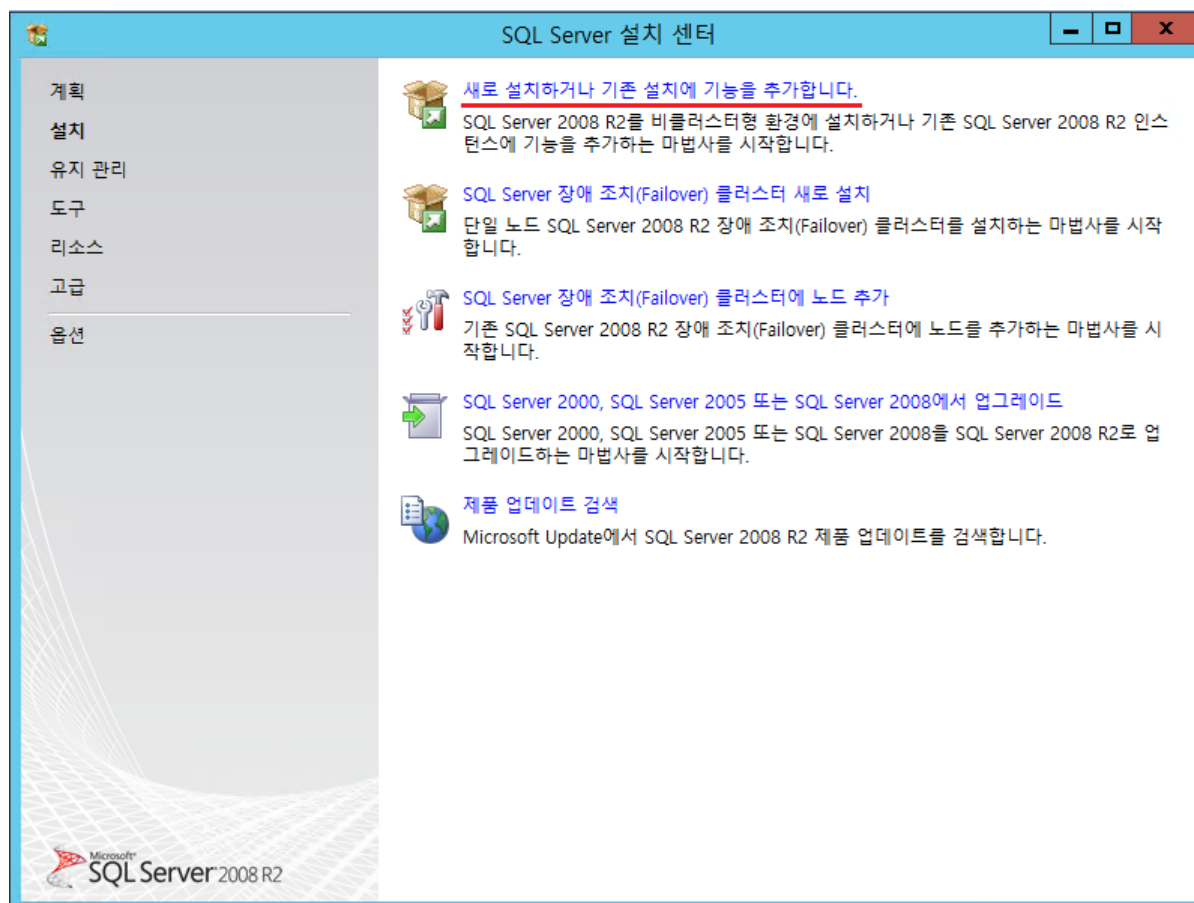 SQL Server 설치 센터
계획
설치
유지 관리
도구
리소스
고급
옵션
새로 설치하거나 기존 설치에 기능을 추가합니다.
SQL Server 2008 R2를 비클러스터형 환경에 설치하거나 기존 SQL Server 2008 R2 인스
턴스에 기능을 추가하는 마법사를 시작합니다.
SQL Server 장애 조치(Failover) 클러스터 새로 설치
단일 노드 SQL Server 2008 R2 장애 조치(Failover) 클러스터를 설치하는 마법사를 시작
합니다.
SQL Server 장애 조치(Failover) 클러스터에 노드 추가
기존 SQL Server 2008 R2 장애 조치(Failover) 클러스터에 노드를 추가하는 마법사를 시
작합니다.
SQL Server 2000, SQL Server 2005 또는 SQL Server 2008에서 업그레이드
SQL Server 2000, SQL Server 2005 또는 SQL Server 2008을 SQL Server 2008 R2로 업
그레이드하는 마법사를 시작합니다.
제품 업데이트 검색
Microsoft Update에서 SQL Server 2008 R2 제품 업데이트를 검색합니다.
Microsoft
SQL Server 2008 R2